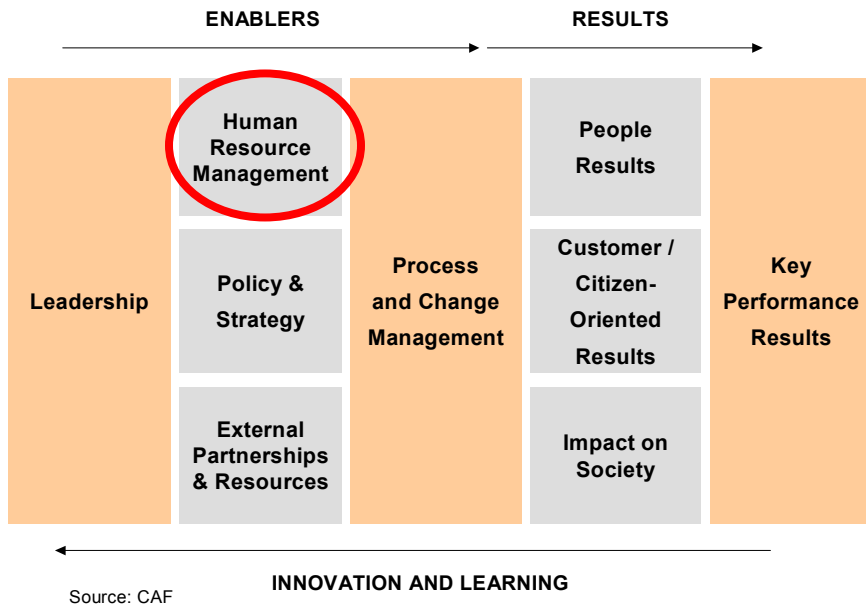 ENABLERS
RESULTS
Human
Resource
Management
People
Results
Leadership
Policy &
Strategy
Process
and Change
Management
Customer /
Citizen-
Oriented
Results
Key
Performance
Results
External
Partnerships
& Resources
Impact on
Society
INNOVATION AND LEARNING
Source: CAF